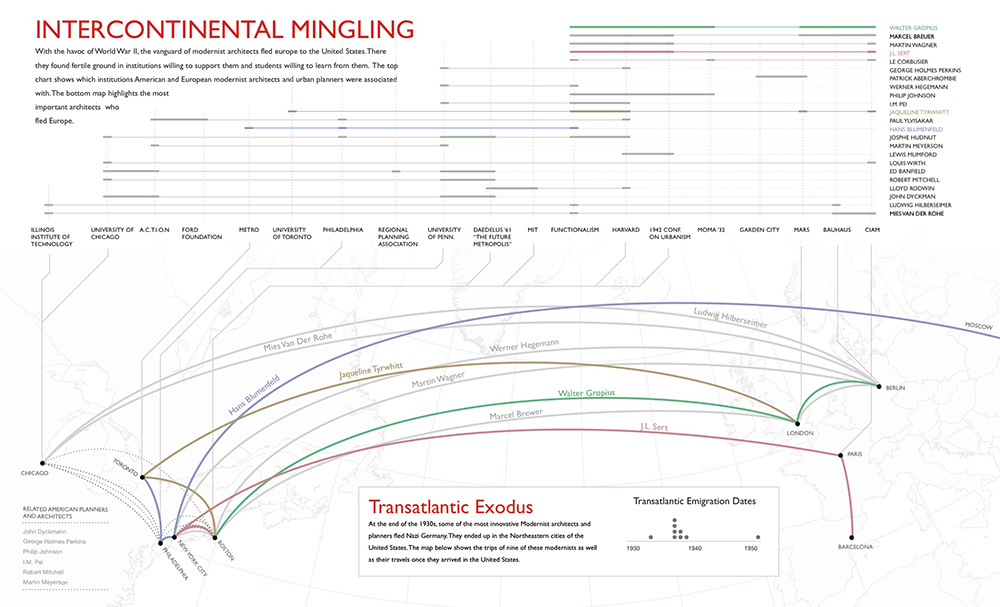 INTERCONTINENTAL MINGLING
With the havoc of World War II, the vanguard of modernist architects fled europe to the United States. There
they found fertile ground in institutions willing to support them and students willing to learn from them. The top
chart shows which institutions American and European modernist architects and urban planners were associated
with. The bottom map highlights the most
important architects who
fled Europe.
WALTER GROPIUS
MARCEL BREUER
MARTIN WAGNER
J.L. SERT
LE CORBUSIER
GEORGE HOLMES PERKINS
PATRICK ABERCHROMBIE
WERNER HEGEMANN
PHILIP JOHNSON
I.M. PEI
JAQUELINE TYRWHITT
PAUL YLVISAKAR
HANS BLUMENFELD
JOSPHE HUDNUT
MARTIN MEYERSON
LEWIS MUMFORD
LOUIS WIRTH
ED BANFIELD
ROBERT MITCHELL
LLOYD RODWIN
JOHN DYCKMAN
LUDWIG HILBERSEIMER
MIES VAN DER ROHE
ILLINOIS
INSTITUTE OF
TECHNOLOGY
UNIVERSITY OF
CHICAGO
A.C.T.I.O.N
FORD
FOUNDATION
METRO
UNIVERSITY
OF TORONTO
PHILADELPHIA
REGIONAL
PLANNING
ASSOCIATION
UNIVERSITY
OF PENN.
DAEDELUS '61
"THE FUTURE
METROPOLIS"
MIT
FUNCTIONALISM
HARVARD
1942 CONF.
ON URBANISM
MOMA '32
GARDEN CITY
MARS
BAUHAUS
CIAM
Mies Van Der Rohe
Ludwig Hilberseimer
MOSCOW
Werner Hegemann
Jaqueline Tyrwhitt
Hans Blumenfeld
Martin Wagner
Walter Gropius
Marcel Brewer
J.L. Sert
BERLIN
LONDON
PARIS
BARCELONA
CHICAGO
TORONTO
PHILADELPHIA
NEW YORK CITY
BOSTON
RELATED AMERICAN PLANNERS
AND ARCHITECTS
John Dyckmann
George Holmes Perkins
Philip Johnson
I.M. Pei
Robert Mitchell
Martin Meyerson
Transatlantic Exodus
At the end of the 1930s, some of the most innovative Modernist architects and
planners fled Nazi Germany. They ended up in the Northeastern cities of the
United States. The map below shows the trips of nine of these modernists as well
as their travels once they arrived in the United States.
Transatlantic Emigration Dates
1930
1940
1950